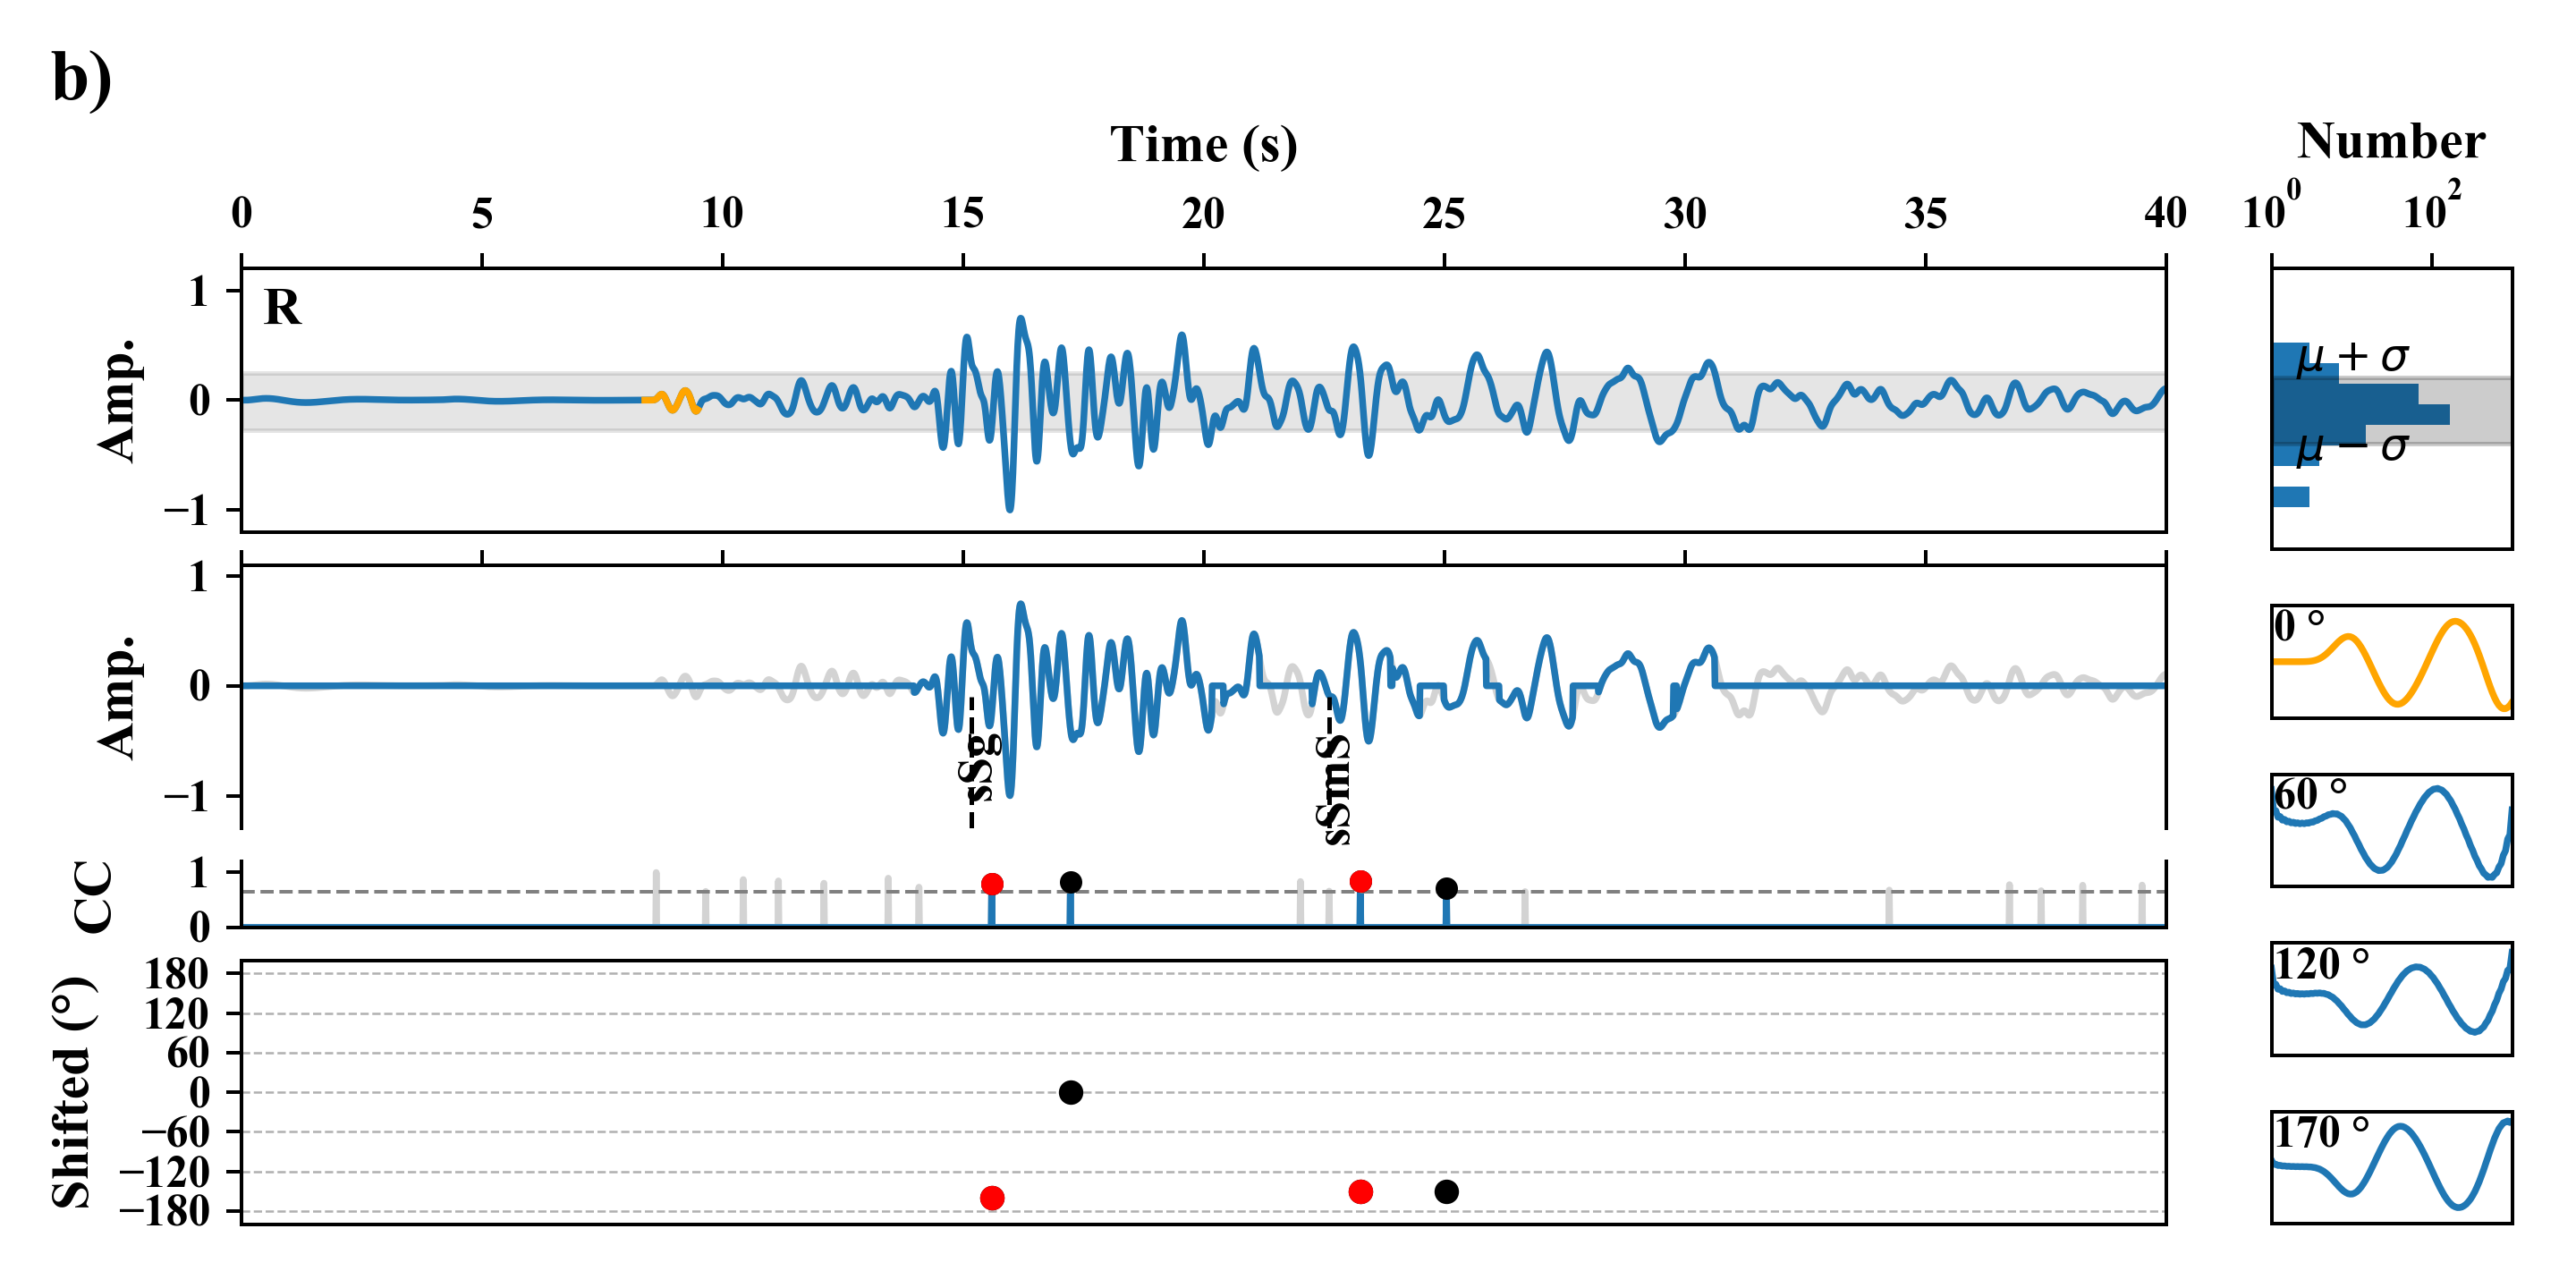 b)
Time (s)
Number
0 5 10 15 20 25 30 35 40
10^0 10^2
R
Amp.
1
0
−1
μ + σ
μ − σ
Amp.
1
0
−1
sSg
sSmS
0 °
60 °
CC
1
0
120 °
Shifted (°)
180
120
60
0
−60
−120
−180
170 °